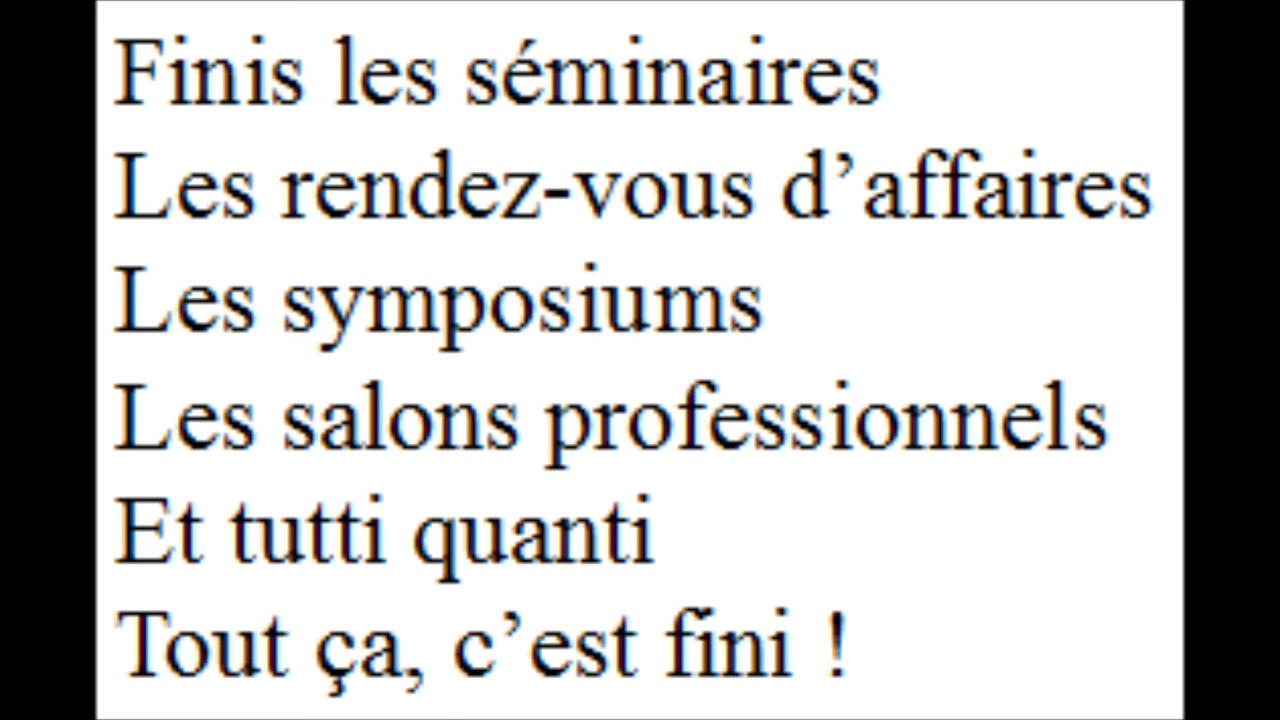 Finis les séminaires
Les rendez-vous d’affaires
Les symposiums
Les salons professionnels
Et tutti quanti
Tout ça, c’est fini !